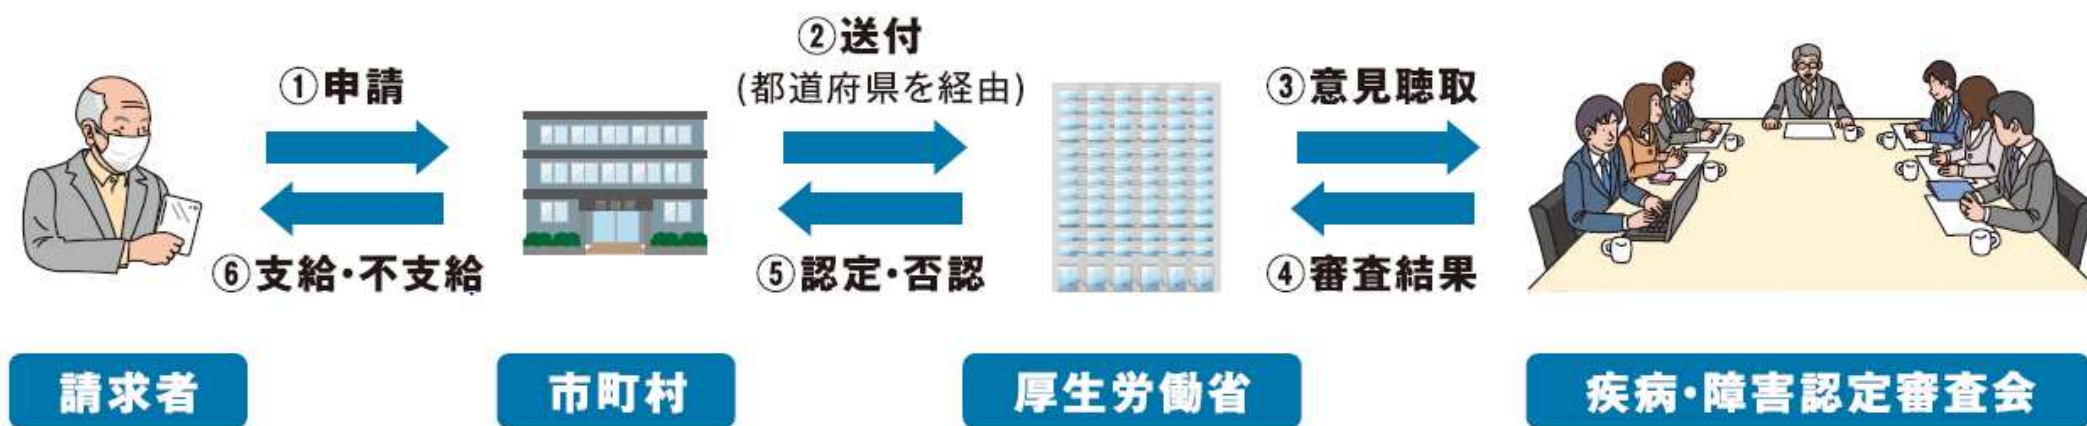 ①申請
②送付
(都道府県を経由)
③意見聴取
④審査結果
⑤認定・否認
⑥支給・不支給
請求者
市町村
厚生労働省
疾病・障害認定審査会